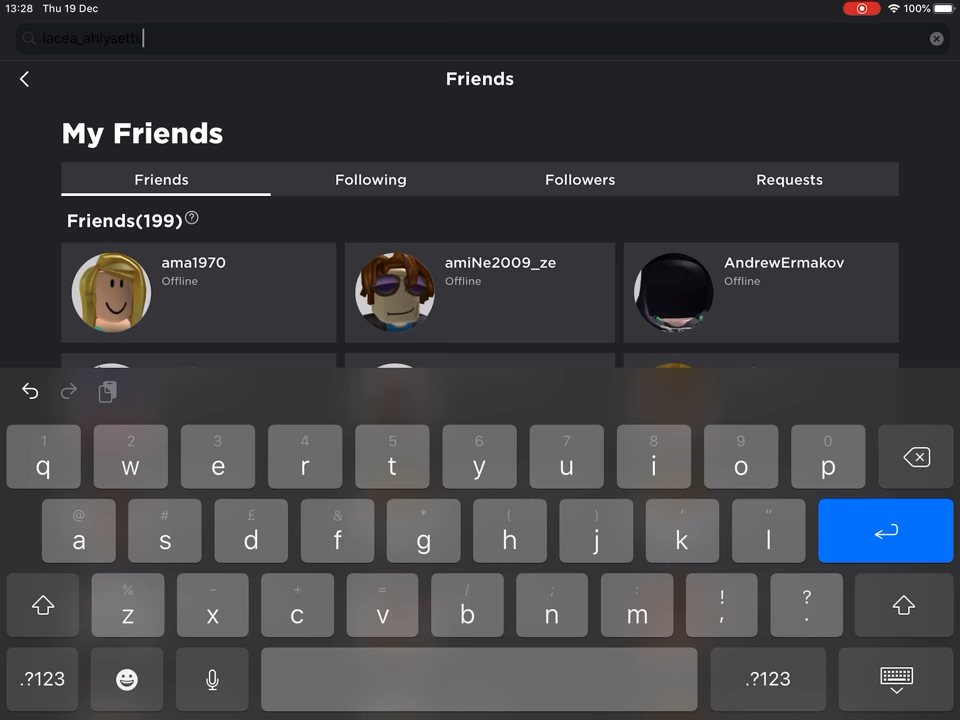 13:28 Thu 19 Dec 100%
lacea_ahlysette
Friends
My Friends
Friends Following Followers Requests
Friends(199) ?
ama1970 amiNe2009_ze AndrewErmakov
Offline Offline Offline
1 2 3 4 5 6 7 8 9 0
q w e r t y u i o p
@ # £ & * ( ) ' "
a s d f g h j k l
% - + = / ; : ! ?
z x c v b n m , .
.?123 .?123